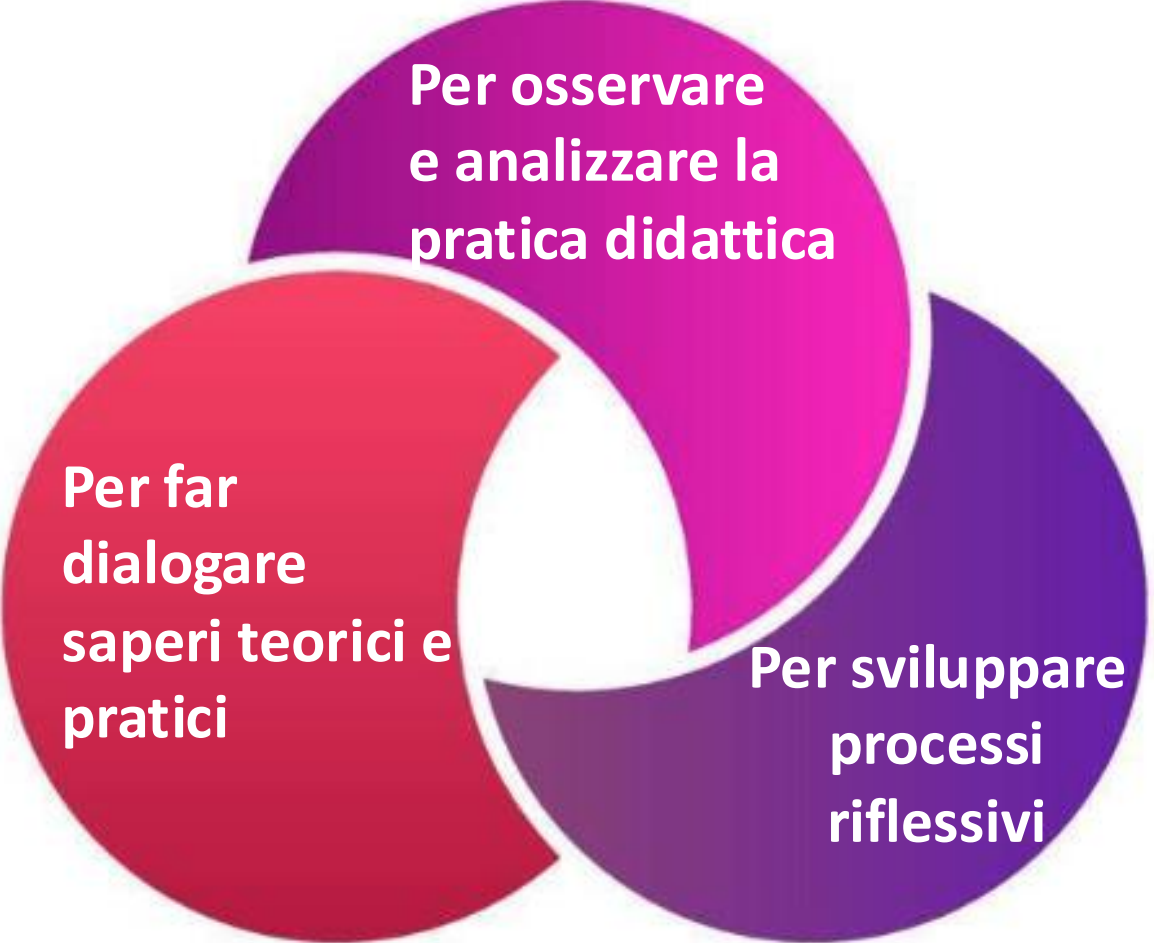 Per osservare
e analizzare la
pratica didattica
Per far
dialogare
saperi teorici e
pratici
Per sviluppare
processi
riflessivi